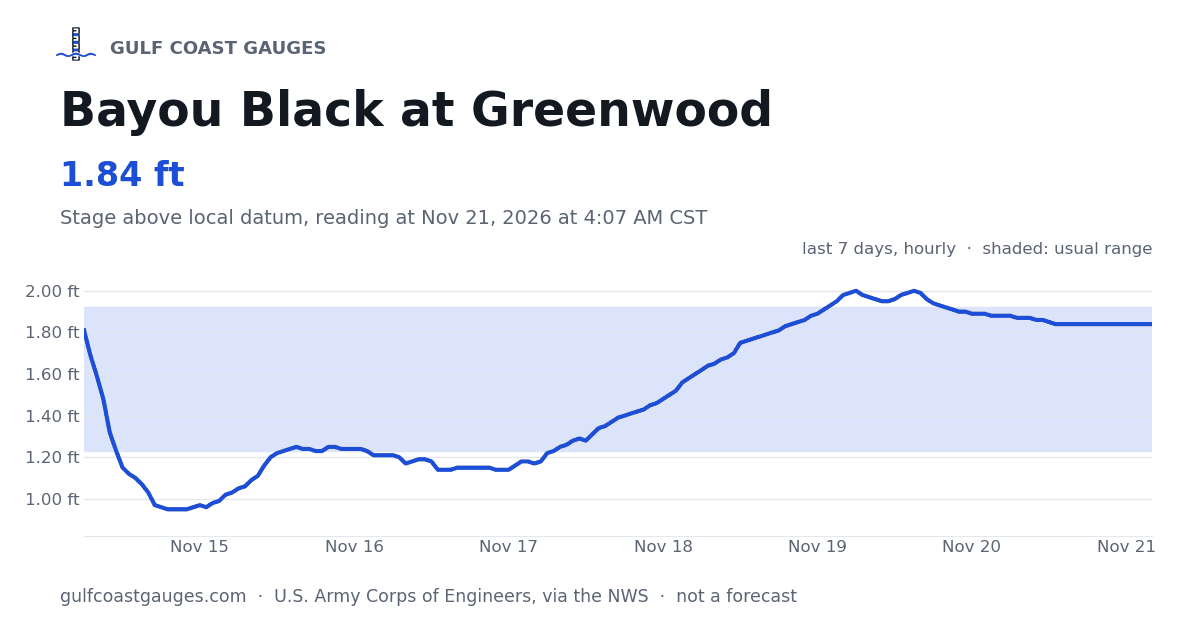 GULF COAST GAUGES
Bayou Black at Greenwood
1.84 ft
Stage above local datum, reading at Nov 21, 2026 at 4:07 AM CST
last 7 days, hourly · shaded: usual range
2.00 ft
1.80 ft
1.60 ft
1.40 ft
1.20 ft
1.00 ft
Nov 15 Nov 16 Nov 17 Nov 18 Nov 19 Nov 20 Nov 21
gulfcoastgauges.com · U.S. Army Corps of Engineers, via the NWS · not a forecast